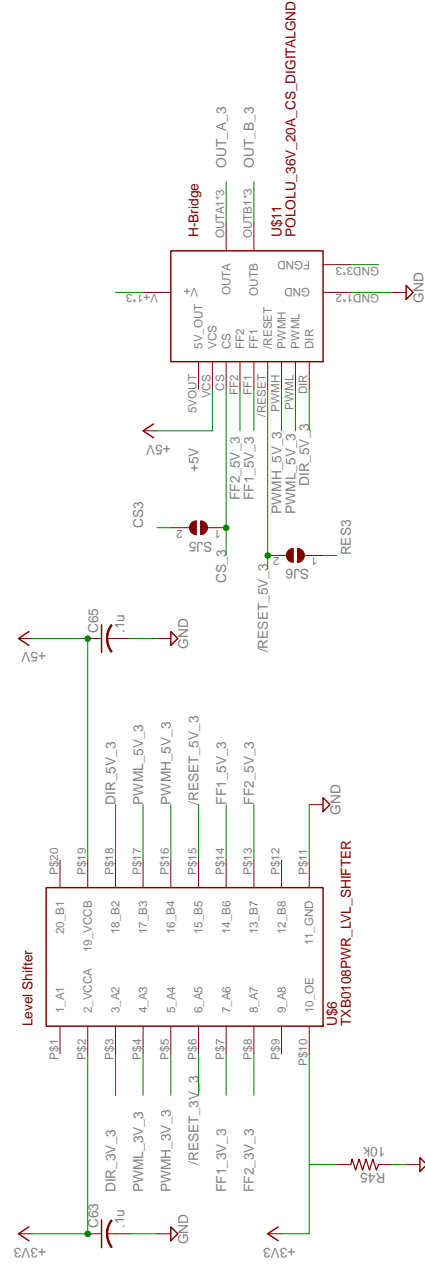 Level Shifter
P$1
1_A1
20_B1
P$20
P$2
2_VCCA
19_VCCB
P$19
P$3
3_A2
18_B2
P$18
P$4
4_A3
17_B3
P$17
P$5
5_A4
16_B4
P$16
P$6
6_A5
15_B5
P$15
P$7
7_A6
14_B6
P$14
P$8
8_A7
13_B7
P$13
P$9
9_A8
12_B8
P$12
P$10
10_OE
11_GND
P$11
U$6
TXB0108PWR_LVL_SHIFTER
+3V3
C63
.1u
GND
DIR_3V_3
PWML_3V_3
PWMH_3V_3
/RESET_3V_3
FF1_3V_3
FF2_3V_3
+3V3
R45
10k
+5V
C65
.1u
GND
DIR_5V_3
PWML_5V_3
PWMH_5V_3
/RESET_5V_3
FF1_5V_3
FF2_5V_3
GND
H-Bridge
V+1*3
V+
5VOUT
5V_OUT
VCS
VCS
CS
CS
FF2
FF2
FF1
FF1
/RESET
/RESET
PWMH
PWMH
PWML
PWML
DIR
DIR
OUTA
OUTA1*3
OUT_A_3
OUTB
OUTB1*3
OUT_B_3
GND
GND1*2
GND
FGND
GND3*3
U$11
POLOLU_36V_20A_CS_DIGITALGND
+5V
+5V
CS3
2
1
SJ5
CS_3
FF2_5V_3
FF1_5V_3
/RESET_5V_3
PWMH_5V_3
PWML_5V_3
DIR_5V_3
1
2
SJ6
RES3